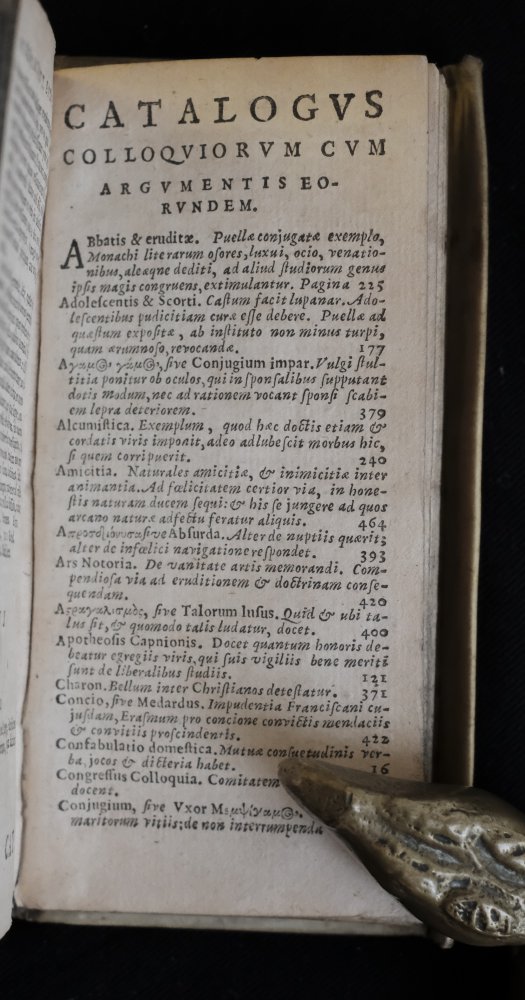 CATALOGVS
COLLOQVIORVM CVM
ARGVMENTIS EO-
RVNDEM.
ABbatis & eruditæ. Puellæ conjugatæ exemplo,
Monachi literarum osores, luxui, ocio, venatio-
nibus, aleæque dediti, ad aliud studiorum genus
ipsis magis congruens, extimulantur. Pagina 225
Adolescentis & Scorti. Castum facit lupanar. Ado-
lescentibus pudicitiam curæ esse debere. Puellæ ad
quæstum expositæ, ab instituto non minus turpi,
quam ærumnoso, revocandæ. 177
Αγαμος γάμος, sive Conjugium impar. Vulgi stul-
titia ponitur ob oculos, qui in sponsalibus supputant
dotis modum, nec ad rationem vocant sponsi scabi-
em lepra deteriorem. 379
Alcumistica. Exemplum, quod hæc doctis etiam &
cordatis viris imponit, adeo adlubescit morbus hic,
si quem corripuerit. 240
Amicitia. Naturales amicitiæ, & inimicitiæ inter
animantia. Ad fœlicitatem certior via, in hone-
stis naturam ducem sequi: & his se jungere ad quos
arcano naturæ adfectu feratur aliquis. 464
Απροσδιόνυσα sive Absurda. Alter de nuptiis quærit;
alter de infœlici navigatione respondet. 393
Ars Notoria. De vanitate artis memorandi. Com-
pendiosa via ad eruditionem & doctrinam conse-
quendam. 420
Αςραγαλισμὸς, sive Talorum lusus. Quid & ubi ta-
lus sit, & quomodo talis ludatur, docet. 400
Apotheosis Capnionis. Docet quantum honoris de-
beatur egregiis viris, qui suis vigiliis bene meriti
sunt de liberalibus studiis. 121
Charon. Bellum inter Christianos detestatur. 371
Concio, sive Medardus. Impudentia Franciscani cu-
jusdam, Erasmum pro concione convictis mendaciis
& convitiis proscindentis. 422
Confabulatio domestica. Mutuæ consuetudinis ver-
ba, jocos & dicteria habet. 16
Congressus Colloquia. Comitatem
docent.
Conjugium, sive Vxor Μεμψίγαμος.
maritorum vitiis: de non interrumpenda